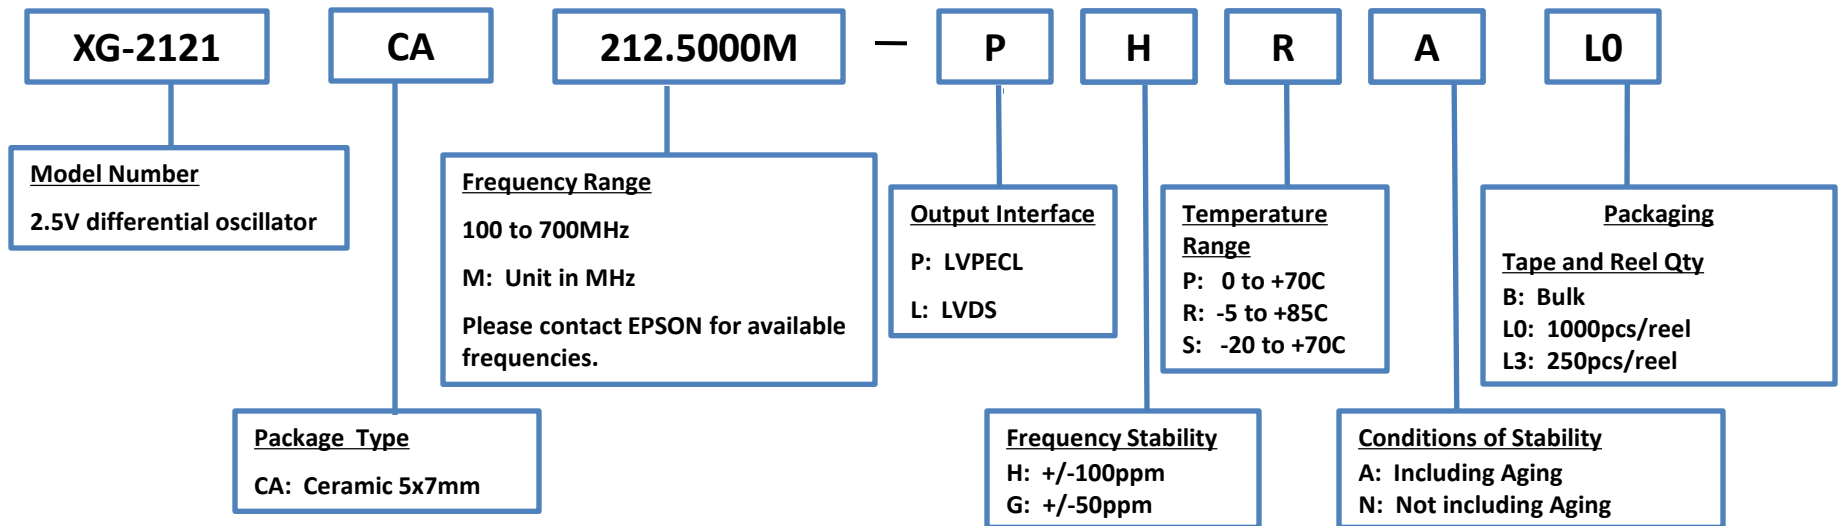 XG-2121 CA 212.5000M — P H R A L0
Model Number
2.5V differential oscillator
Frequency Range
100 to 700MHz
M: Unit in MHz
Please contact EPSON for available
frequencies.
Output Interface
P: LVPECL
L: LVDS
Temperature
Range
P: 0 to +70C
R: -5 to +85C
S: -20 to +70C
Packaging
Tape and Reel Qty
B: Bulk
L0: 1000pcs/reel
L3: 250pcs/reel
Package Type
CA: Ceramic 5x7mm
Frequency Stability
H: +/-100ppm
G: +/-50ppm
Conditions of Stability
A: Including Aging
N: Not including Aging